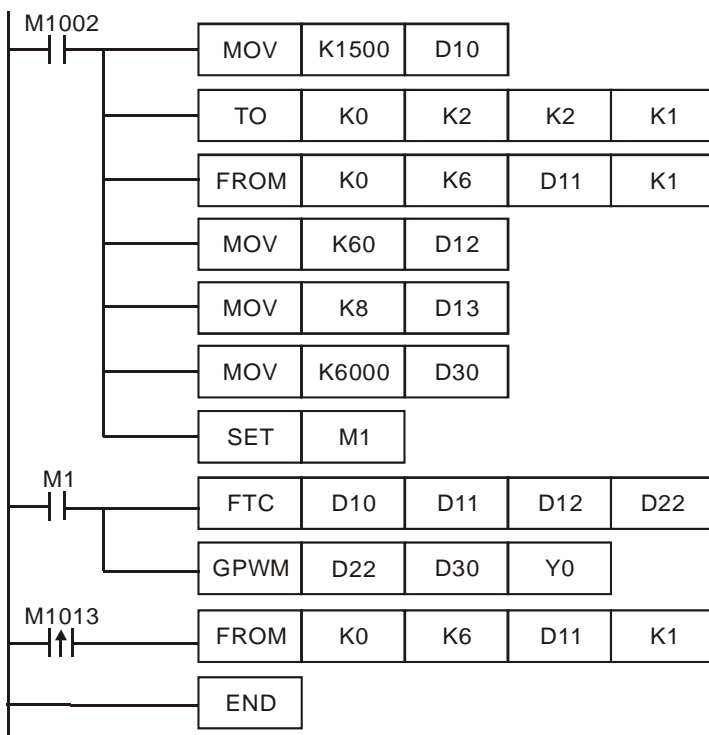 M1002
MOV K1500 D10
TO K0 K2 K2 K1
FROM K0 K6 D11 K1
MOV K60 D12
MOV K8 D13
MOV K6000 D30
SET M1
M1
FTC D10 D11 D12 D22
GPWM D22 D30 Y0
M1013
FROM K0 K6 D11 K1
END